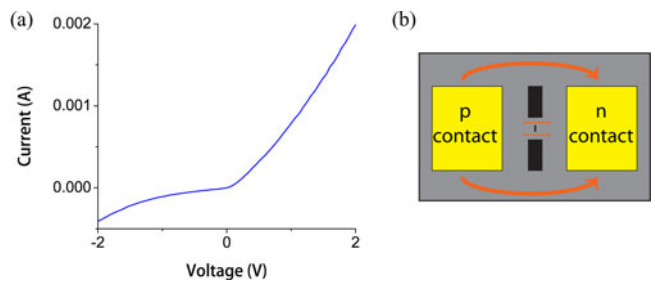 (a)
0.002
0.001
0.000
-2
0
2
Current (A)
Voltage (V)
(b)
p
contact
n
contact